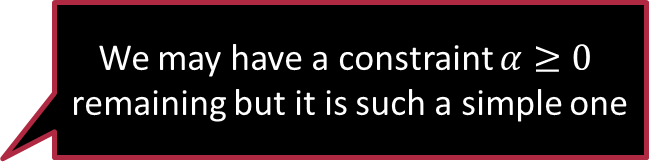 We may have a constraint α ≥ 0
remaining but it is such a simple one